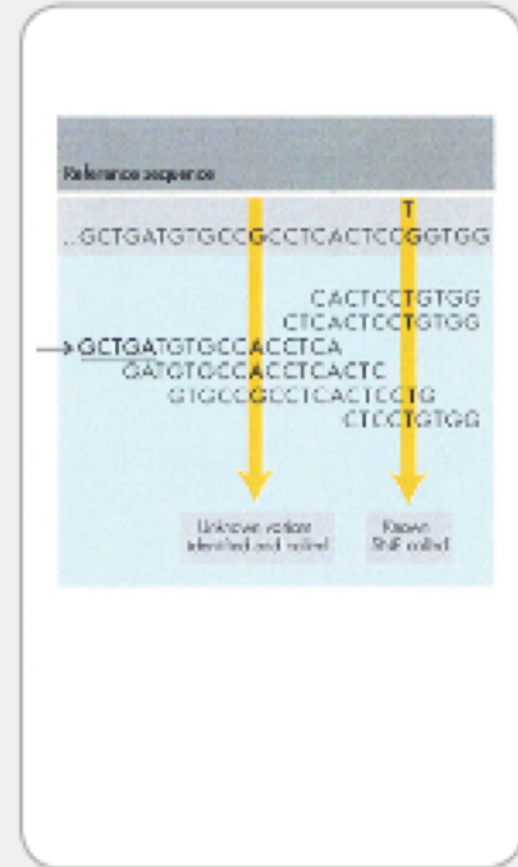 Reference sequence
T
..GCTGATGTGCCGCCTCACTCCGGTGG
CACTCCTGTGG
CTCACTCCTGTGG
GCTGATGTGCCACCTCA
GATGTGCCACCTCACTC
GTGCCGCCTCACTCCTG
CTCCTGTGG
Unknown variant
identified and called
Known
SNP called